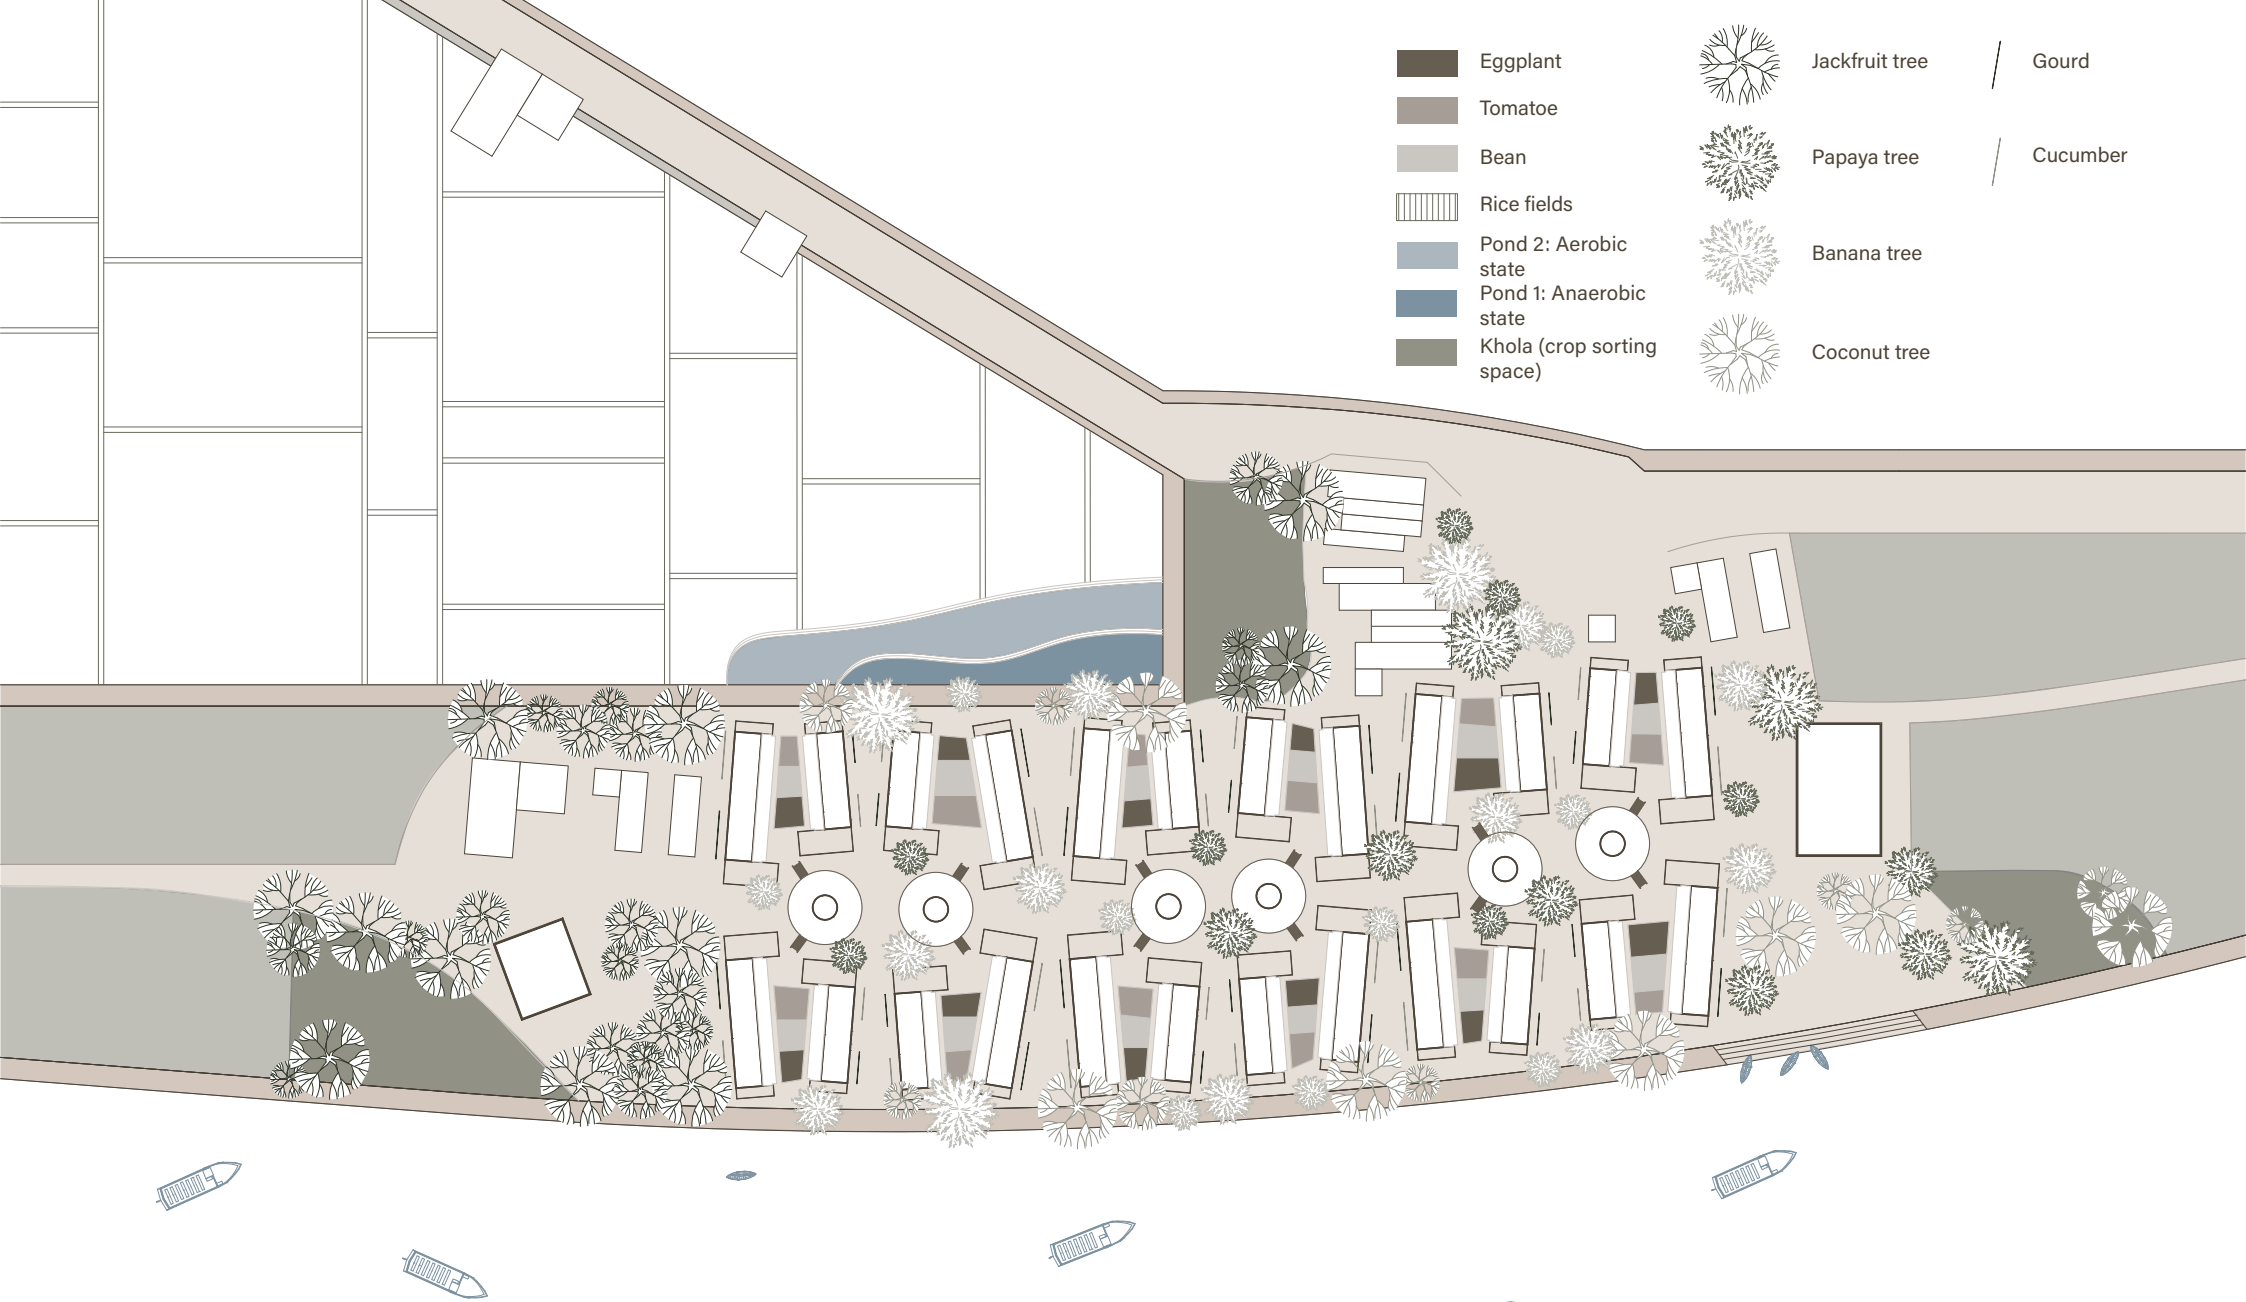 Eggplant
Tomatoe
Bean
Rice fields
Pond 2: Aerobic
state
Pond 1: Anaerobic
state
Khola (crop sorting
space)
Jackfruit tree
Papaya tree
Banana tree
Coconut tree
Gourd
Cucumber